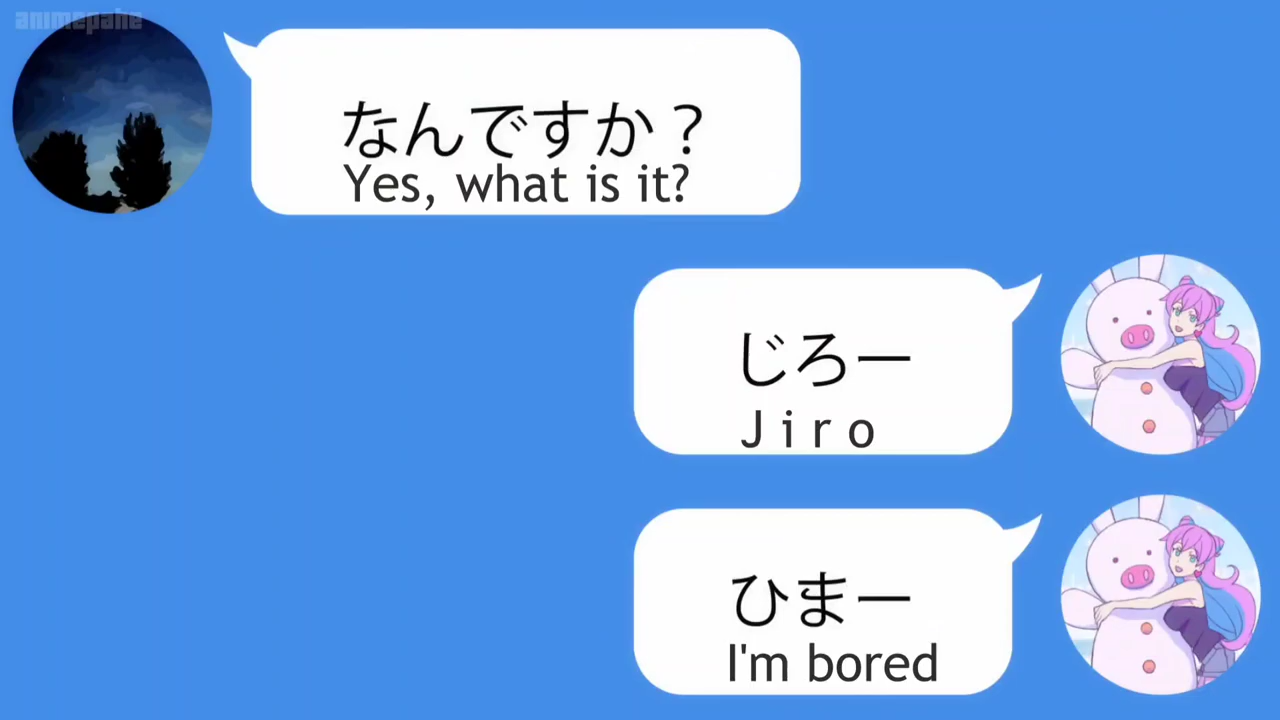 animepahe
なんですか？
Yes, what is it?
じろー
Jiro
ひまー
I'm bored